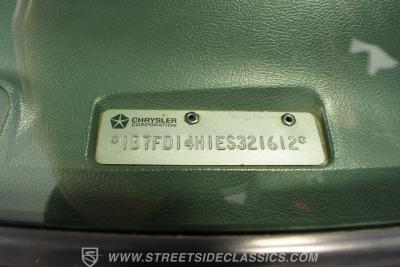 CHRYSLER
CORPORATION
*1B7FD14H1ES321612*
WWW.STREETSIDECLASSICS.COM